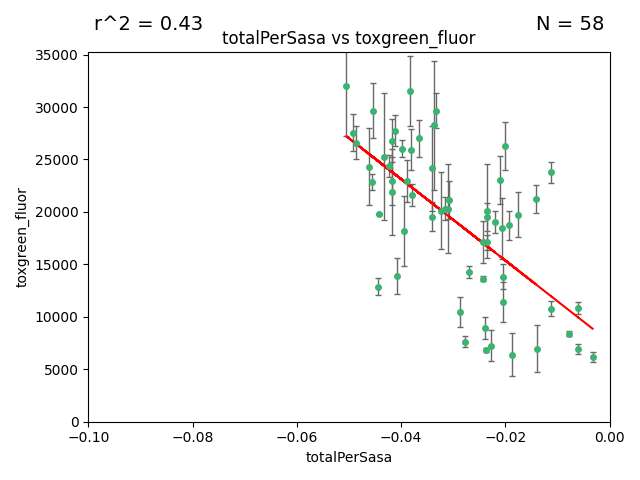 r^2 = 0.43
N = 58
totalPerSasa vs toxgreen_fluor
35000
30000
25000
20000
15000
10000
5000
0
toxgreen_fluor
−0.10
−0.08
−0.06
−0.04
−0.02
0.00
totalPerSasa